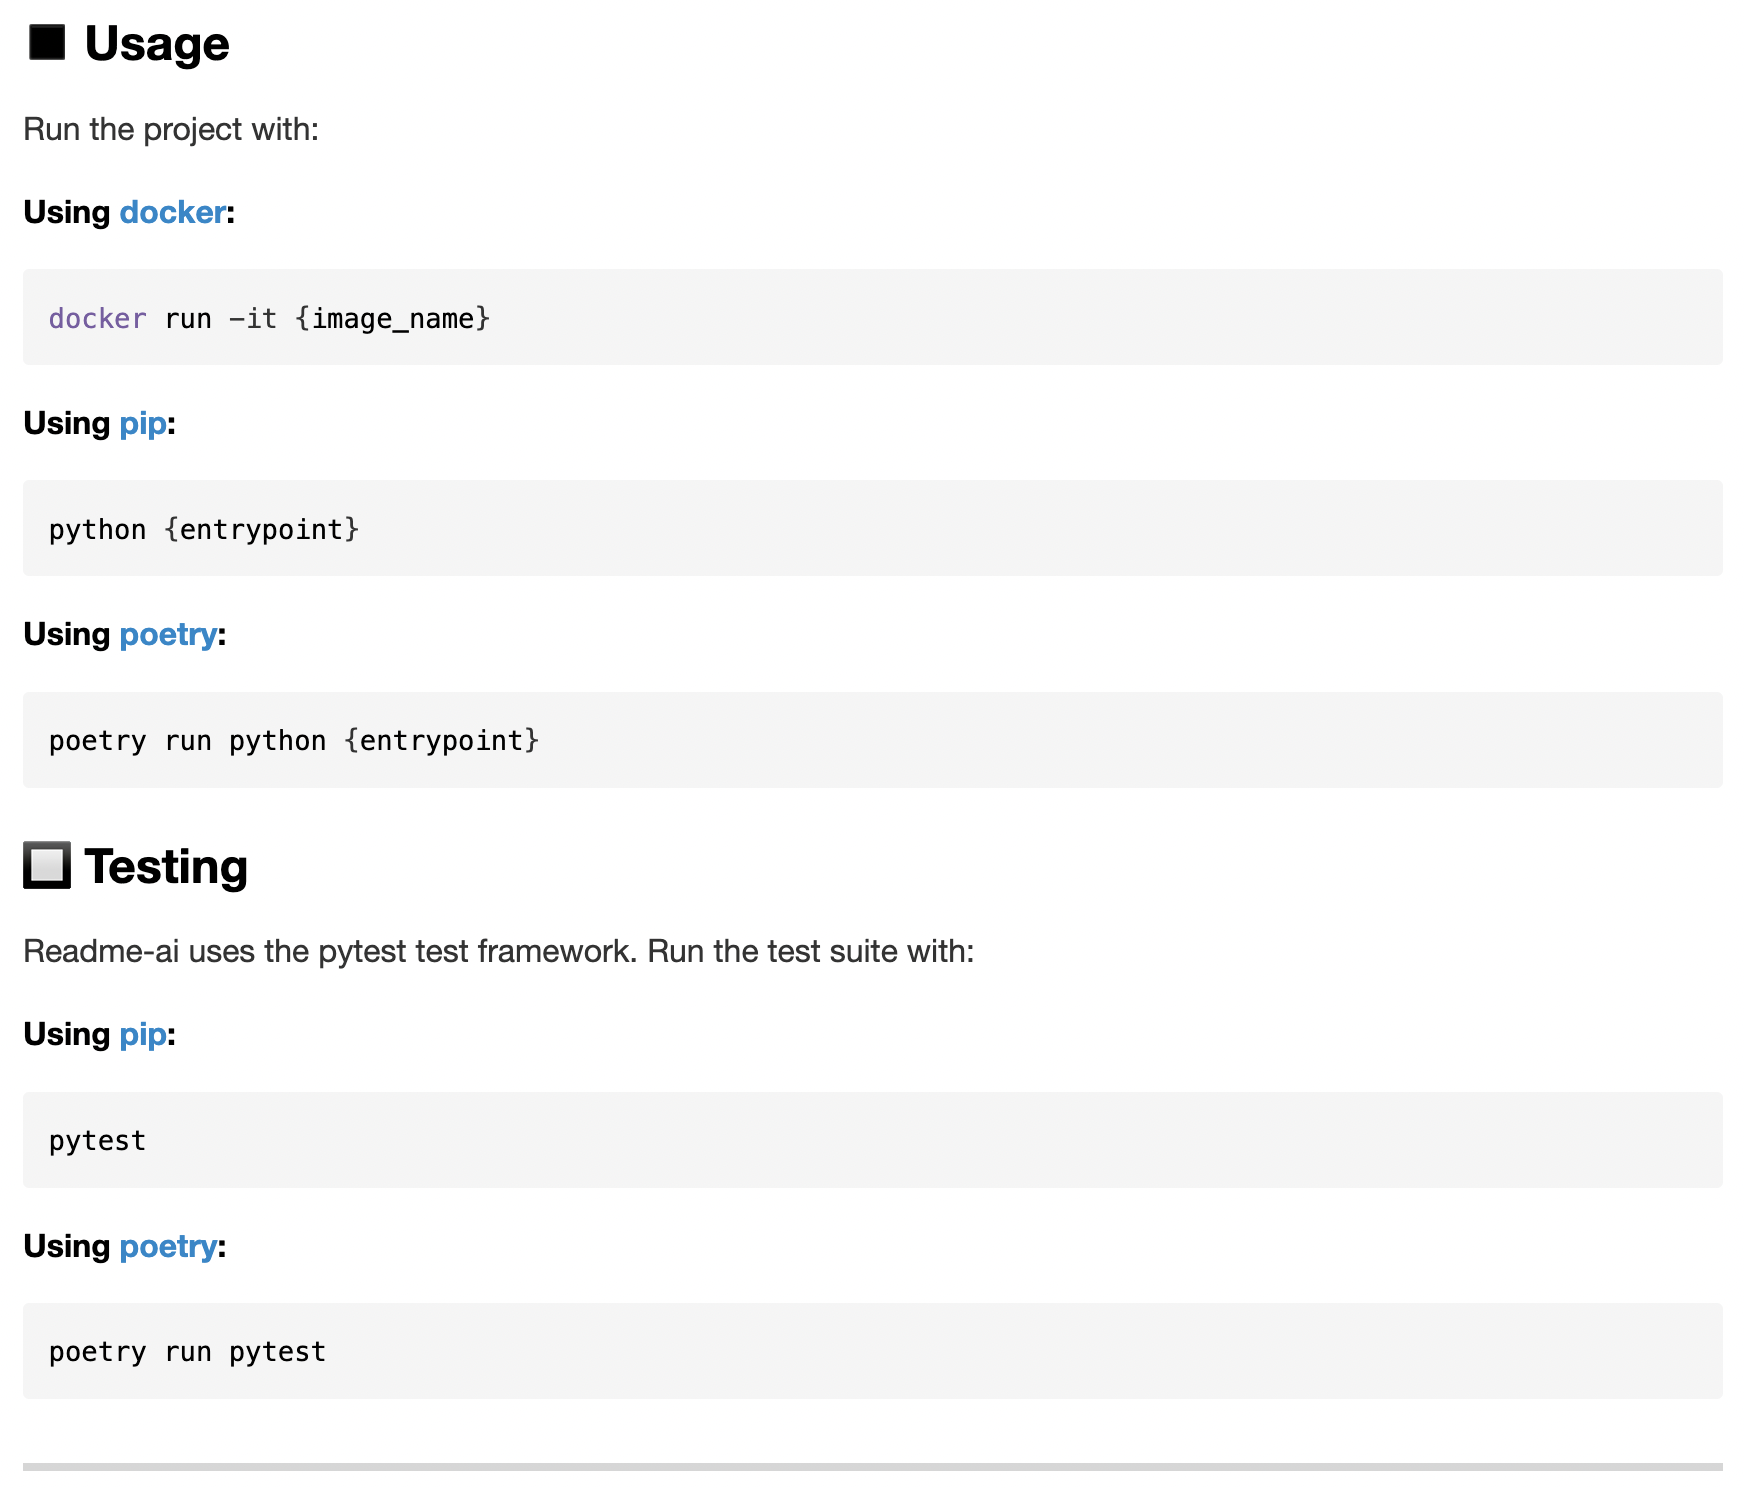 Usage
Run the project with:
Using docker:
docker run -it {image_name}
Using pip:
python {entrypoint}
Using poetry:
poetry run python {entrypoint}
Testing
Readme-ai uses the pytest test framework. Run the test suite with:
Using pip:
pytest
Using poetry:
poetry run pytest